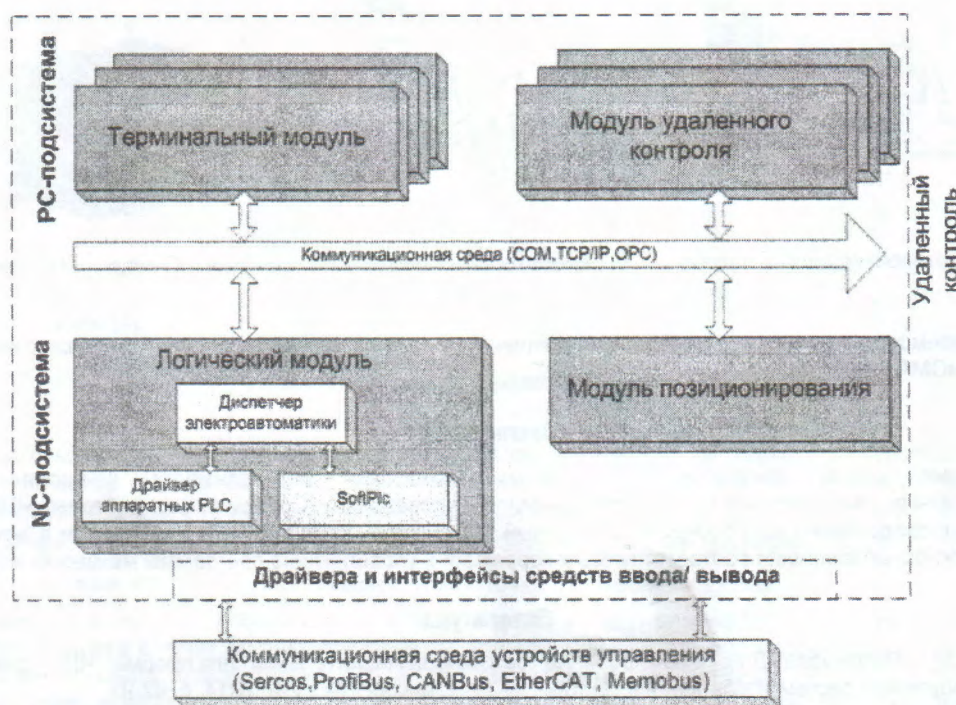 PC-подсистема
Терминальный модуль
Модуль удаленного
контроля
Коммуникационная среда (COM,TCP/IP,OPC)
Удаленный
контроль
NC-подсистема
Логический модуль
Диспетчер
электроавтоматики
Драйвер
аппаратных PLC
SoftPlc
Модуль позиционирования
Драйвера и интерфейсы средств ввода/ вывода
Коммуникационная среда устройств управления
(Sercos,ProfiBus, CANBus, EtherCAT, Memobus)